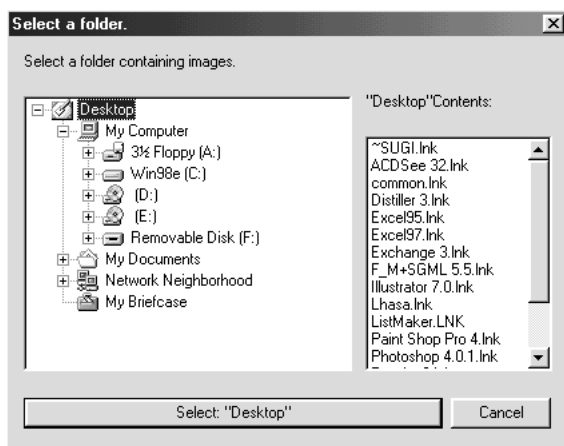 Select a folder.
Select a folder containing images.
Desktop
My Computer
3½ Floppy (A:)
Win98e (C:)
(D:)
(E:)
Removable Disk (F:)
My Documents
Network Neighborhood
My Briefcase
"Desktop"Contents:
~SUGI.lnk
ACDSee 32.lnk
common.lnk
Distiller 3.lnk
Excel95.lnk
Excel97.lnk
Exchange 3.lnk
F_M+SGML 5.5.lnk
Illustrator 7.0.lnk
Lhasa.lnk
ListMaker.LNK
Paint Shop Pro 4.lnk
Photoshop 4.0.1.lnk
Select: "Desktop"
Cancel